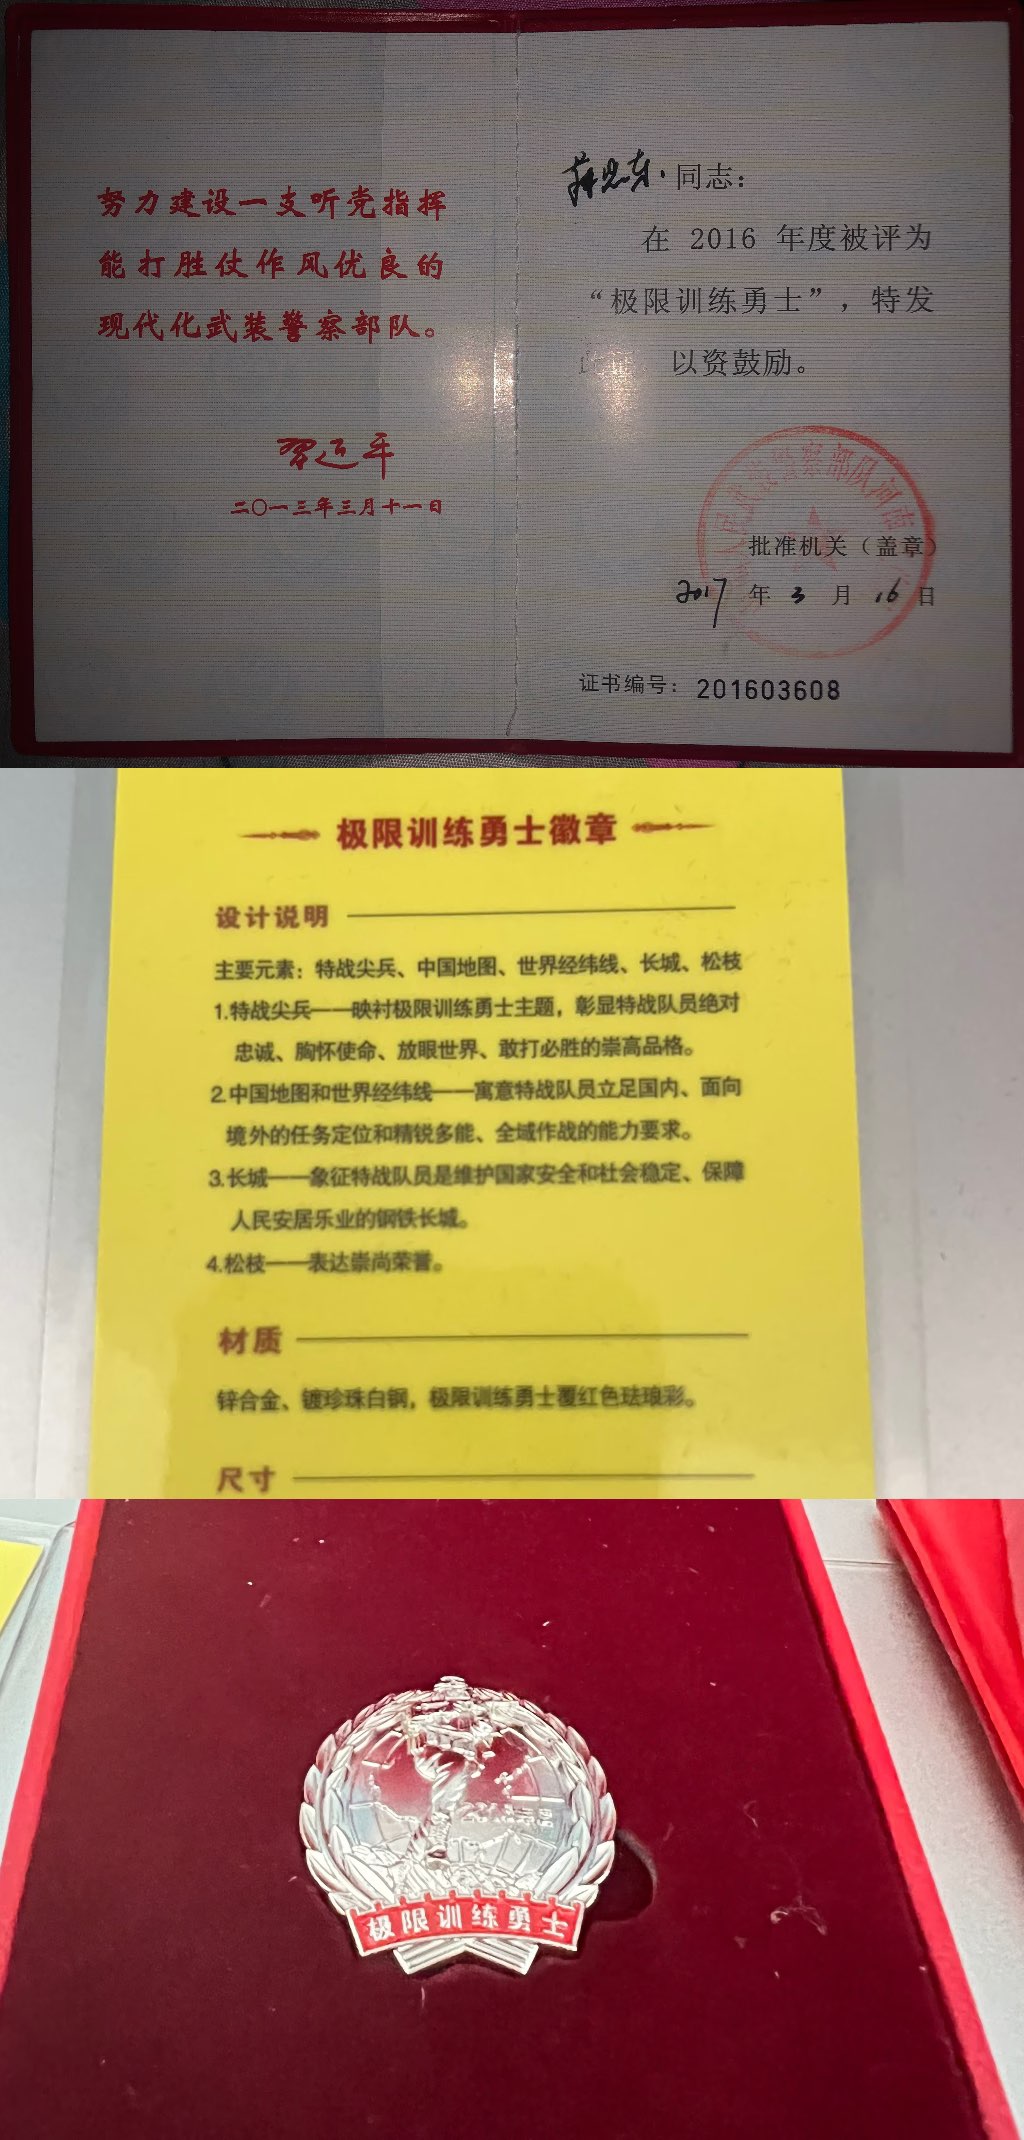 努力建设一支听党指挥
能打胜仗作风优良的
现代化武装警察部队。
习近平
二〇一三年三月十一日
同志：
在 2016 年度被评为
“极限训练勇士”，特发
此证 以资鼓励。
人民武装警察部队河南
批准机关（盖章）
2017 年 3 月 16 日
证书编号： 201603608
极限训练勇士徽章
设计说明
主要元素：特战尖兵、中国地图、世界经纬线、长城、松枝
1.特战尖兵——映衬极限训练勇士主题，彰显特战队员绝对
忠诚、胸怀使命、放眼世界、敢打必胜的崇高品格。
2.中国地图和世界经纬线——寓意特战队员立足国内、面向
境外的任务定位和精锐多能、全域作战的能力要求。
3.长城——象征特战队员是维护国家安全和社会稳定、保障
人民安居乐业的钢铁长城。
4.松枝——表达崇尚荣誉。
材质
锌合金、镀珍珠白钢，极限训练勇士覆红色珐琅彩。
尺寸
极限训练勇士